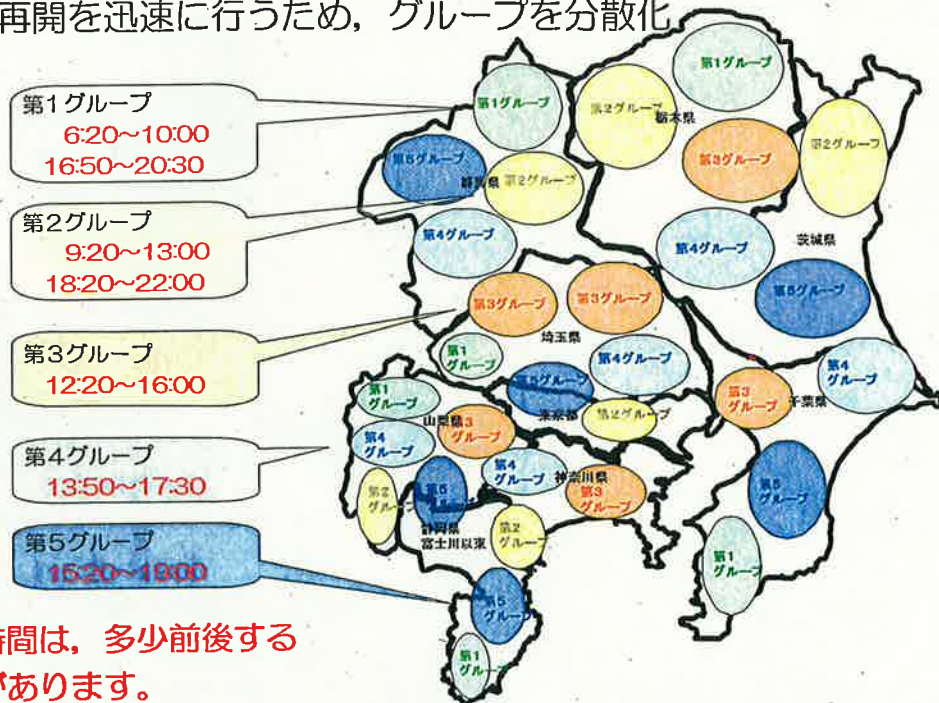 再開を迅速に行うため，グループを分散化
第1グループ
6:20〜10:00
16:50〜20:30
第2グループ
9:20〜13:00
18:20〜22:00
第3グループ
12:20〜16:00
第4グループ
13:50〜17:30
第5グループ
15:20〜19:00
時間は，多少前後する
があります。
第1グループ
第1グループ
第2グループ
栃木県
第2グループ
第3グループ
第5グループ
群馬県
第2グループ
第4グループ
第4グループ
茨城県
第5グループ
第3グループ
第3グループ
埼玉県
第1
グループ
第4グループ
第5グループ
東京都
第2グループ
第3
グループ
千葉県
第4
グループ
第1
グループ
山梨県
第3
グループ
第4
グループ
第4
グループ
神奈川県
第3
グループ
第2
グループ
第5
グループ
静岡県
富士川以東
第2
グループ
第5
グループ
第1
グループ
第5
グループ
第1
グループ